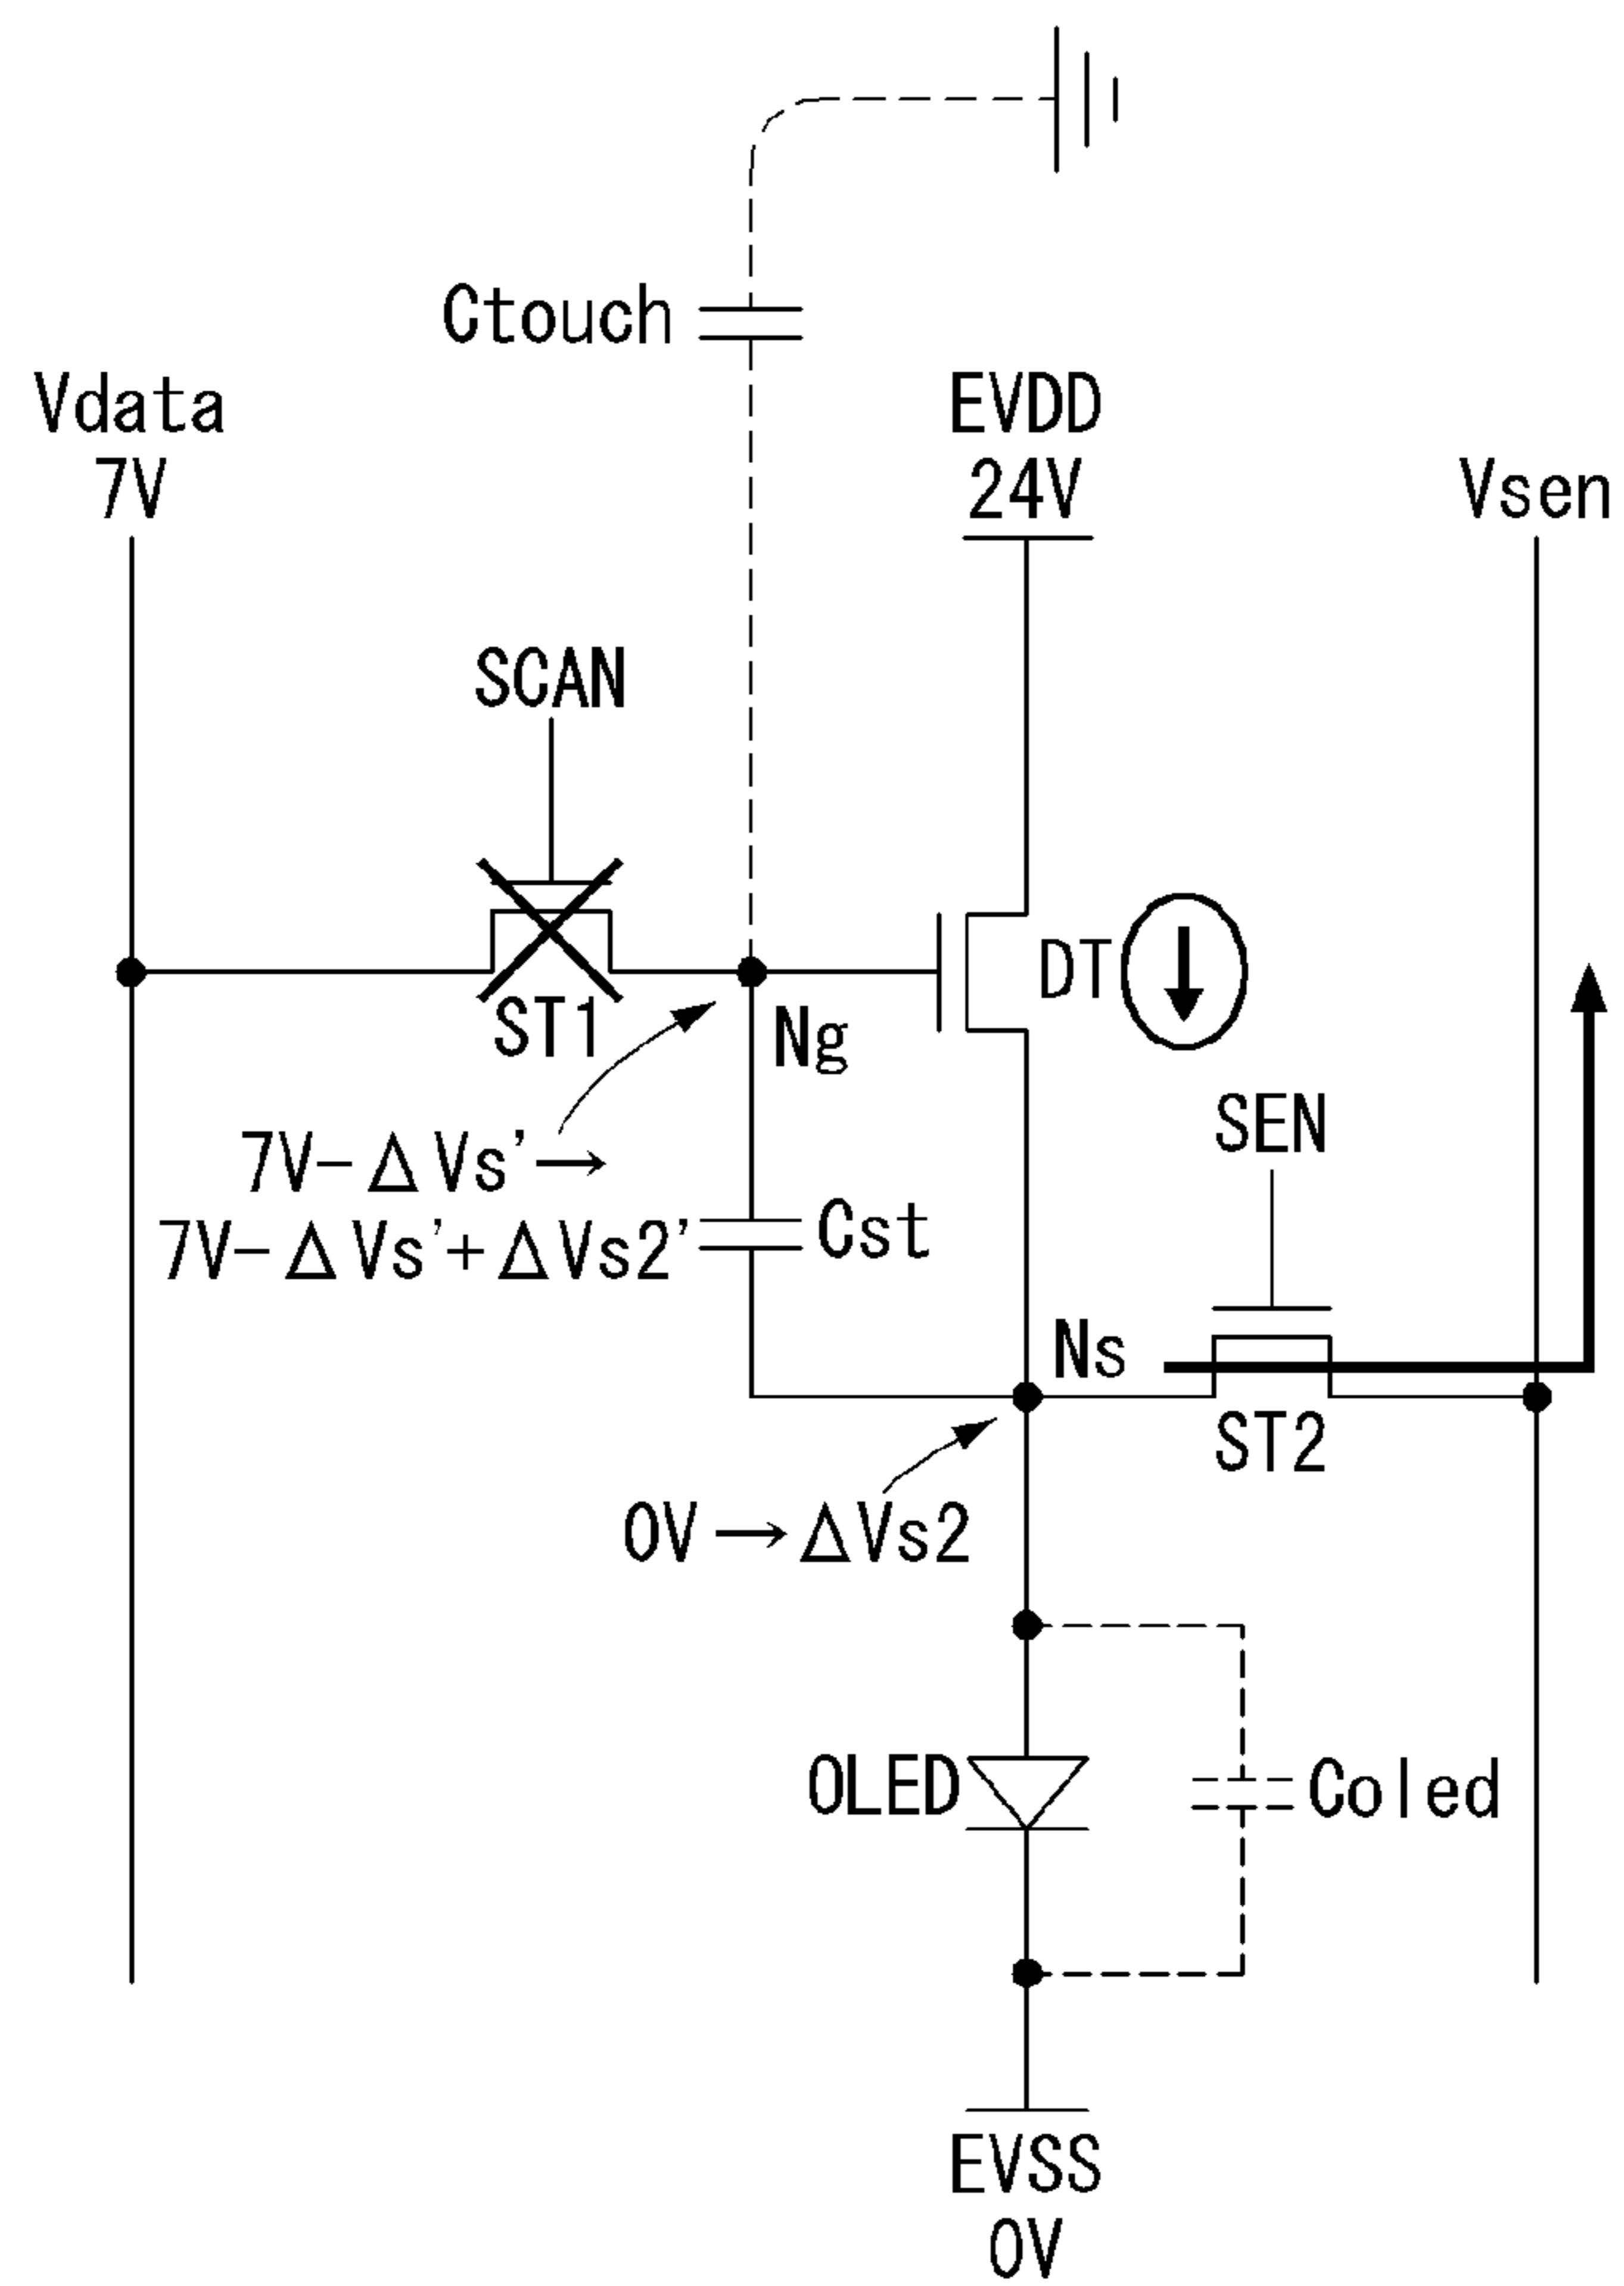 Ctouch
Vdata
7V
EVDD
24V
Vsen
SCAN
DT
ST1
Ng
SEN
7V-ΔVs'→
7V-ΔVs'+ΔVs2'
Cst
Ns
ST2
0V→ΔVs2
OLED
Coled
EVSS
0V